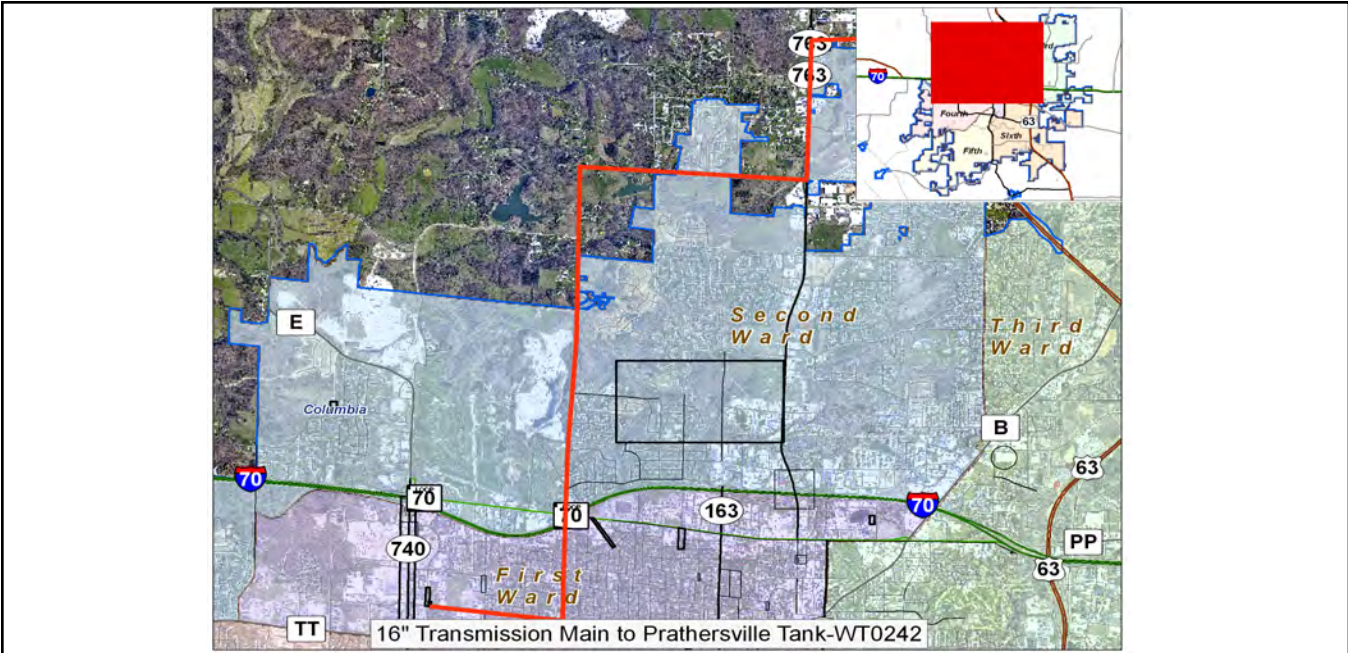 763
763
rd
70
Fourth
63
Sixth
Fifth
Second
Ward
Third
Ward
E
Columbia
B
70
70
70
163
70
63
740
PP
63
First
Ward
TT
16" Transmission Main to Prathersville Tank-WT0242